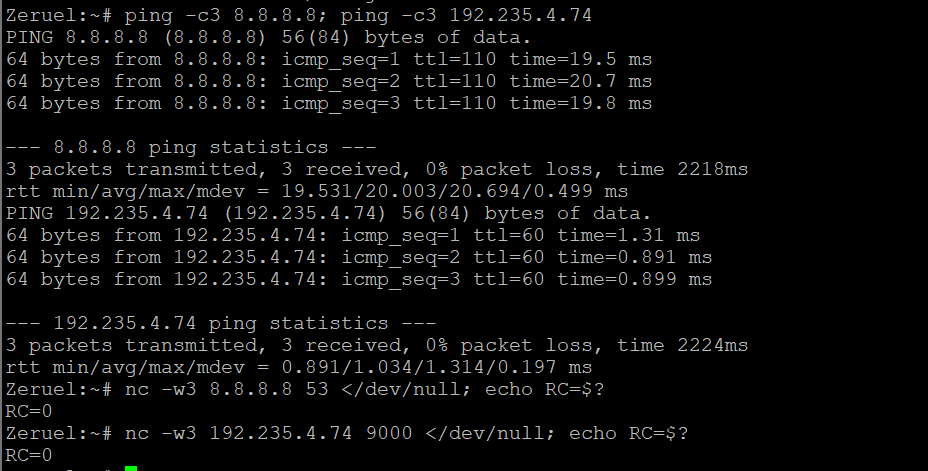 Zeruel:~# ping -c3 8.8.8.8; ping -c3 192.235.4.74
PING 8.8.8.8 (8.8.8.8) 56(84) bytes of data.
64 bytes from 8.8.8.8: icmp_seq=1 ttl=110 time=19.5 ms
64 bytes from 8.8.8.8: icmp_seq=2 ttl=110 time=20.7 ms
64 bytes from 8.8.8.8: icmp_seq=3 ttl=110 time=19.8 ms
--- 8.8.8.8 ping statistics ---
3 packets transmitted, 3 received, 0% packet loss, time 2218ms
rtt min/avg/max/mdev = 19.531/20.003/20.694/0.499 ms
PING 192.235.4.74 (192.235.4.74) 56(84) bytes of data.
64 bytes from 192.235.4.74: icmp_seq=1 ttl=60 time=1.31 ms
64 bytes from 192.235.4.74: icmp_seq=2 ttl=60 time=0.891 ms
64 bytes from 192.235.4.74: icmp_seq=3 ttl=60 time=0.899 ms
--- 192.235.4.74 ping statistics ---
3 packets transmitted, 3 received, 0% packet loss, time 2224ms
rtt min/avg/max/mdev = 0.891/1.034/1.314/0.197 ms
Zeruel:~# nc -w3 8.8.8.8 53 </dev/null; echo RC=$?
RC=0
Zeruel:~# nc -w3 192.235.4.74 9000 </dev/null; echo RC=$?
RC=0